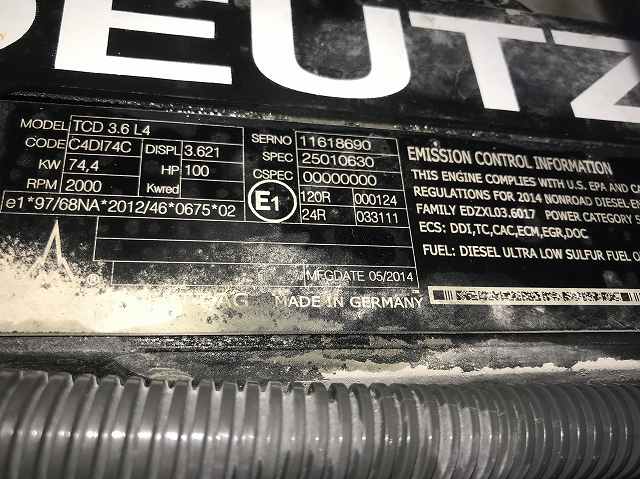 DEUTZ
MODEL TCD 3.6 L4
CODE C4DI74C DISPL 3.621
KW 74,4 HP 100
RPM 2000 Kwred
e1*97/68NA*2012/46*0675*02
SERNO 11618690
SPEC 25010630
CSPEC 00000000
E1 120R 000124
24R 033111
MFGDATE 05/2014
AG MADE IN GERMANY
EMISSION CONTROL INFORMATION
THIS ENGINE COMPLIES WITH U.S. EPA AND
REGULATIONS FOR 2014 NONROAD DIESEL
FAMILY EDZXL03.6017 POWER CATEGORY
ECS: DDI,TC,CAC,ECM,EGR,DOC
FUEL: DIESEL ULTRA LOW SULFUR FUEL